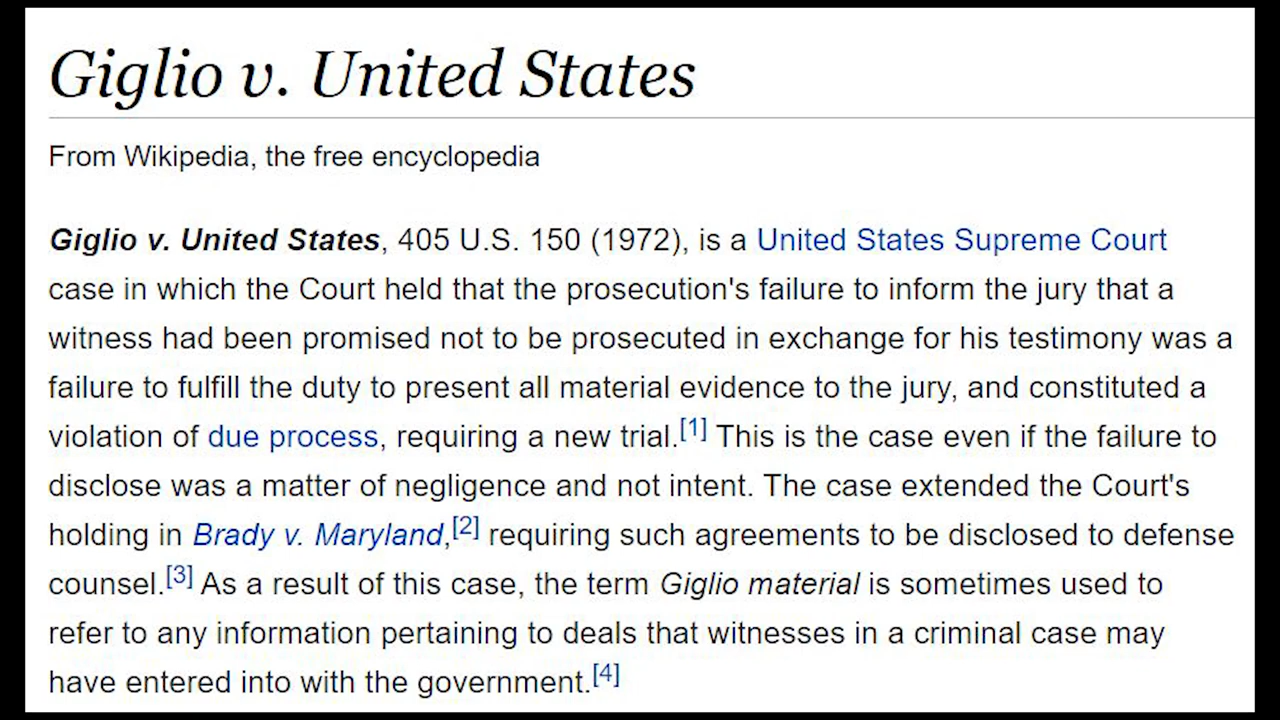 Giglio v. United States
From Wikipedia, the free encyclopedia
Giglio v. United States, 405 U.S. 150 (1972), is a United States Supreme Court
case in which the Court held that the prosecution's failure to inform the jury that a
witness had been promised not to be prosecuted in exchange for his testimony was a
failure to fulfill the duty to present all material evidence to the jury, and constituted a
violation of due process, requiring a new trial.[1] This is the case even if the failure to
disclose was a matter of negligence and not intent. The case extended the Court's
holding in Brady v. Maryland,[2] requiring such agreements to be disclosed to defense
counsel.[3] As a result of this case, the term Giglio material is sometimes used to
refer to any information pertaining to deals that witnesses in a criminal case may
have entered into with the government.[4]